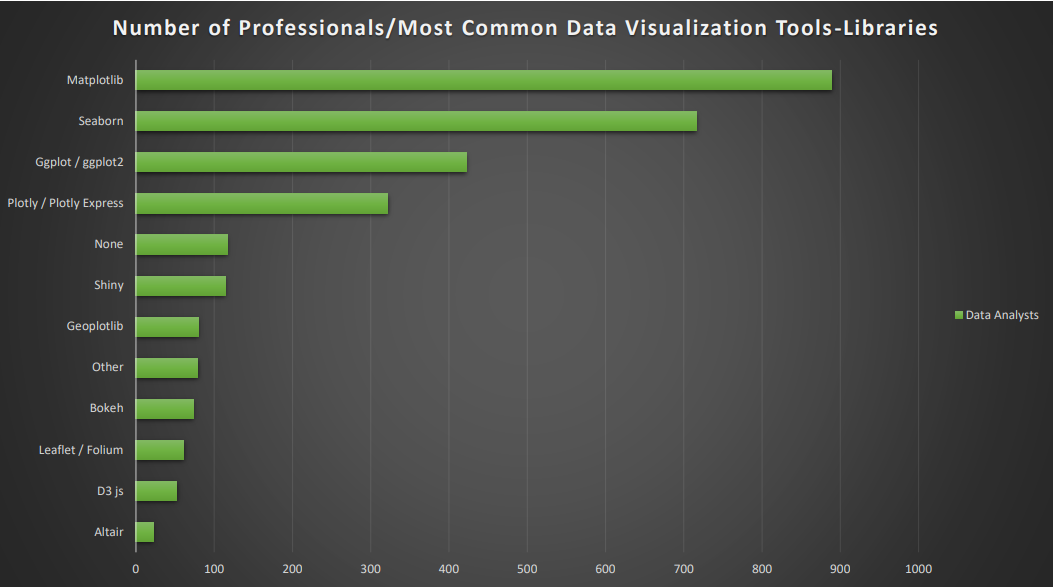 Number of Professionals/Most Common Data Visualization Tools-Libraries
Matplotlib
Seaborn
Ggplot / ggplot2
Plotly / Plotly Express
None
Shiny
Geoplotlib
Other
Bokeh
Leaflet / Folium
D3 js
Altair
0 100 200 300 400 500 600 700 800 900 1000
Data Analysts